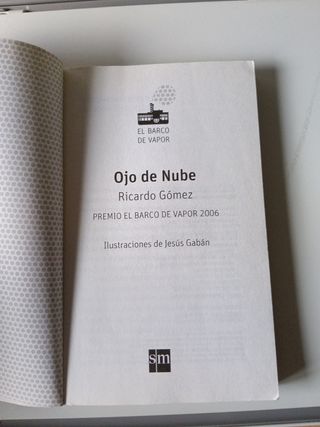 EL BARCO
DE VAPOR
Ojo de Nube
Ricardo Gómez
PREMIO EL BARCO DE VAPOR 2006
Ilustraciones de Jesús Gabán
sm